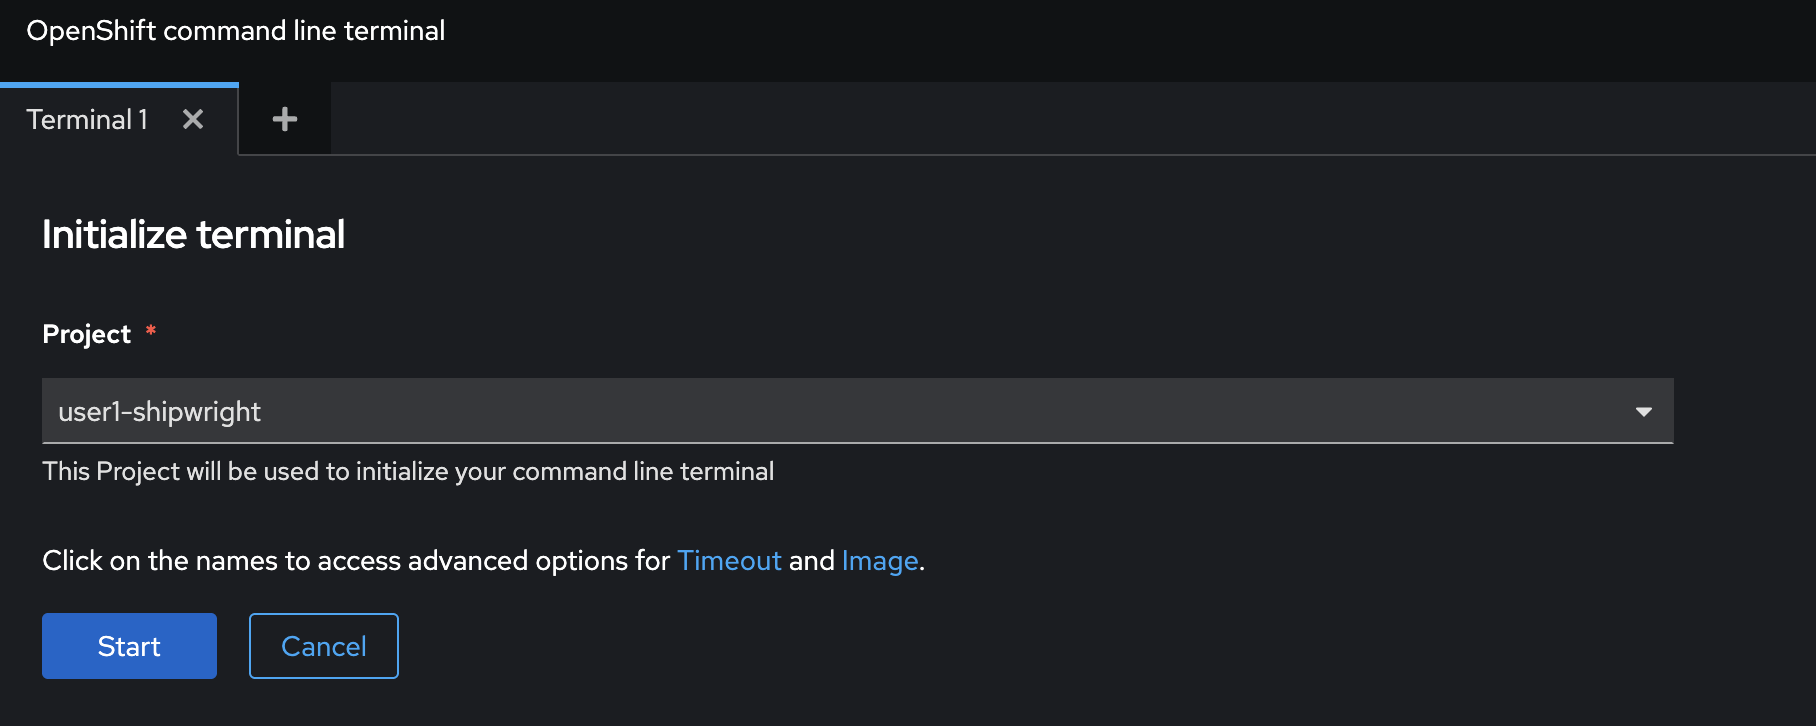 OpenShift command line terminal
Terminal 1
Initialize terminal
Project *
user1-shipwright
This Project will be used to initialize your command line terminal
Click on the names to access advanced options for Timeout and Image.
Start Cancel